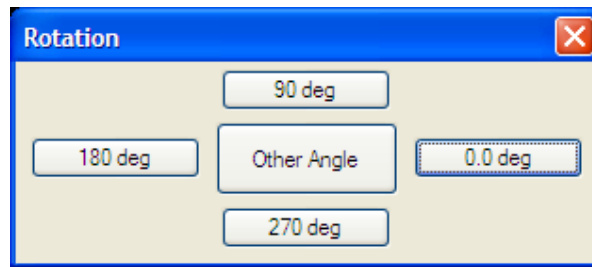 Rotation
90 deg
180 deg
Other Angle
0.0 deg
270 deg